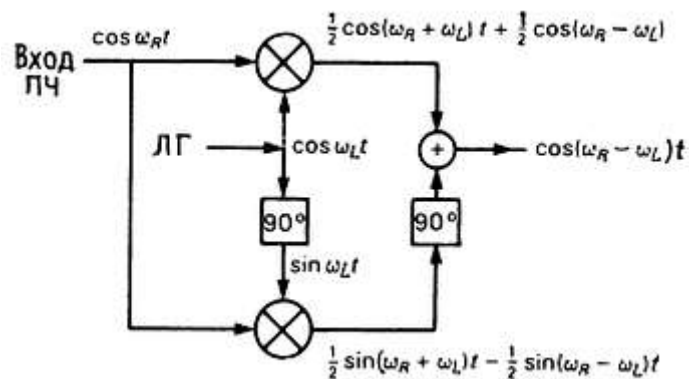 cos ω_R t
½ cos(ω_R + ω_L) t + ½ cos(ω_R − ω_L)
Вход
ПЧ
ЛГ
cos ω_L t
cos(ω_R − ω_L) t
90°
90°
sin ω_L t
½ sin(ω_R + ω_L) t − ½ sin(ω_R − ω_L) t